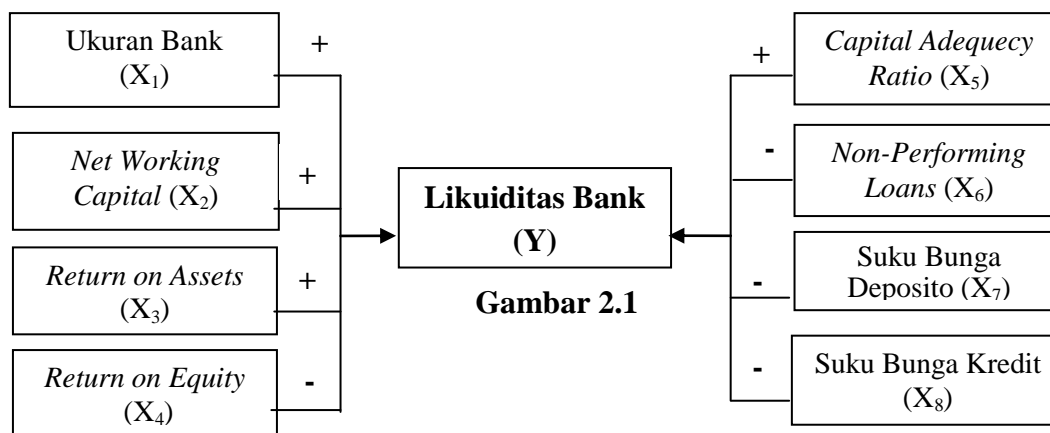 Ukuran Bank
(X₁)
+
Net Working
Capital (X₂)
+
Return on Assets
(X₃)
+
Return on Equity
(X₄)
-
Likuiditas Bank
(Y)
Gambar 2.1
+
Capital Adequecy
Ratio (X₅)
-
Non-Performing
Loans (X₆)
-
Suku Bunga
Deposito (X₇)
-
Suku Bunga Kredit
(X₈)